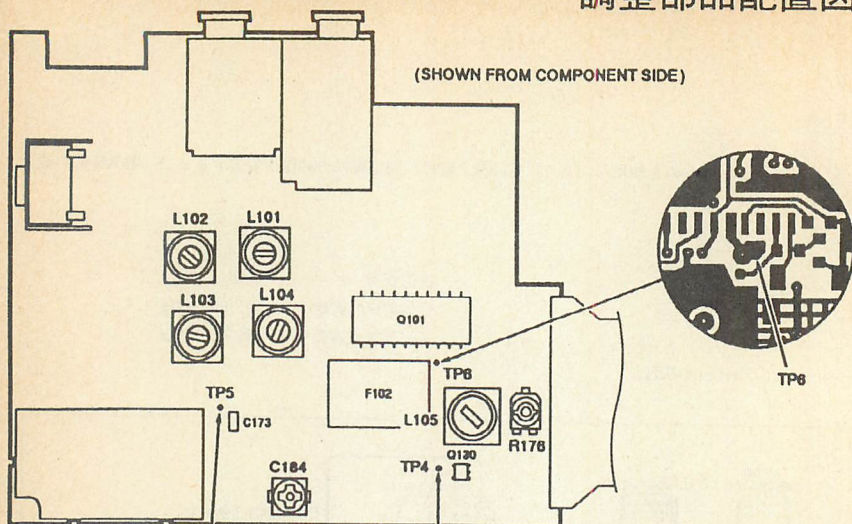 調整部品配置図
(SHOWN FROM COMPONENT SIDE)
L102
L101
L103
L104
Q101
TP6
TP6
F102
TP5
C173
L105
R176
C184
TP4
Q130